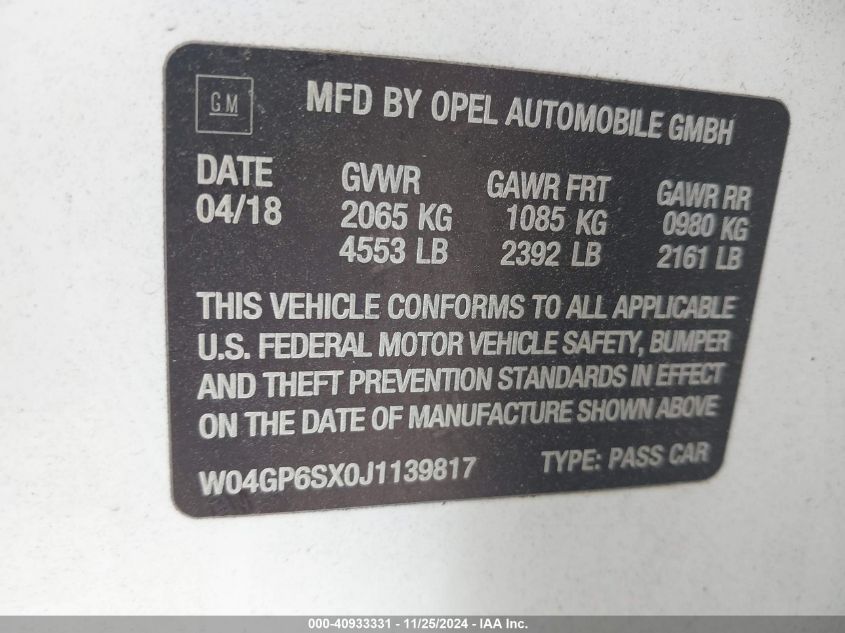 GM
MFD BY OPEL AUTOMOBILE GMBH
DATE GVWR GAWR FRT GAWR RR
04/18 2065 KG 1085 KG 0980 KG
4553 LB 2392 LB 2161 LB
THIS VEHICLE CONFORMS TO ALL APPLICABLE
U.S. FEDERAL MOTOR VEHICLE SAFETY, BUMPER
AND THEFT PREVENTION STANDARDS IN EFFECT
ON THE DATE OF MANUFACTURE SHOWN ABOVE
W04GP6SX0J1139817 TYPE: PASS CAR
000-40933331 - 11/25/2024 - IAA Inc.